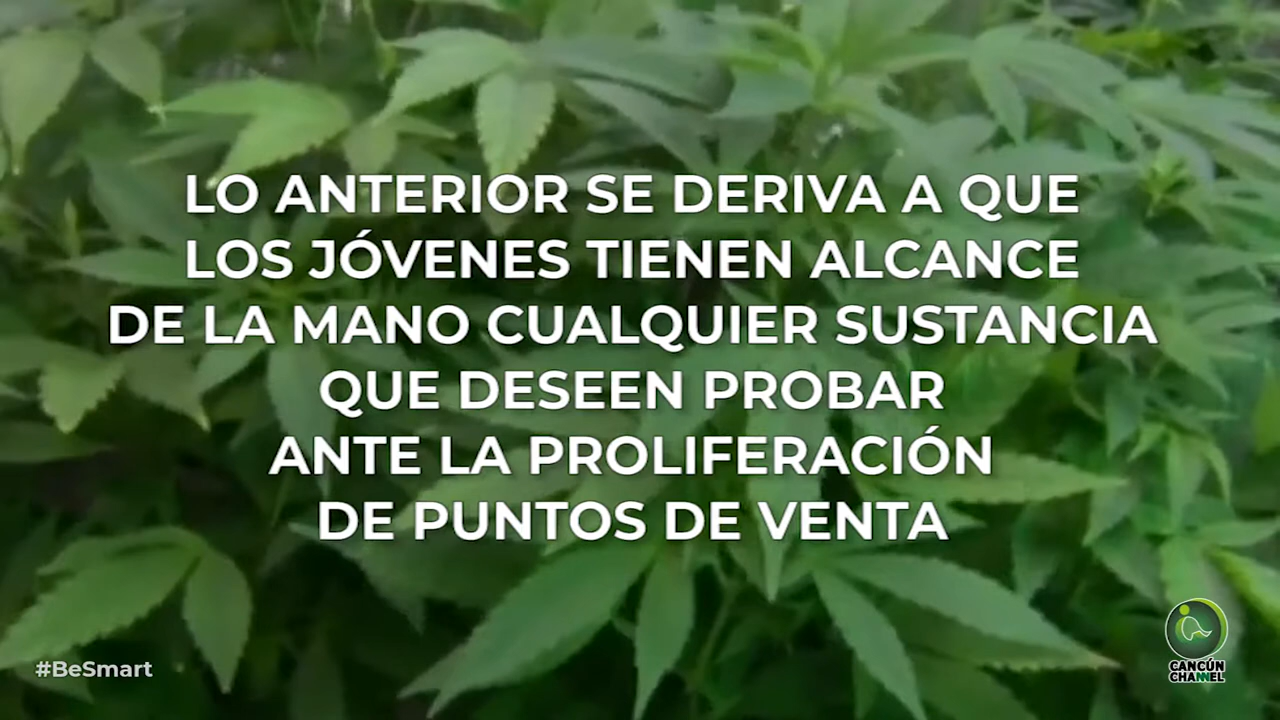 LO ANTERIOR SE DERIVA A QUE
LOS JÓVENES TIENEN ALCANCE
DE LA MANO CUALQUIER SUSTANCIA
QUE DESEEN PROBAR
ANTE LA PROLIFERACIÓN
DE PUNTOS DE VENTA
#BeSmart
CANCÚN
CHANNEL